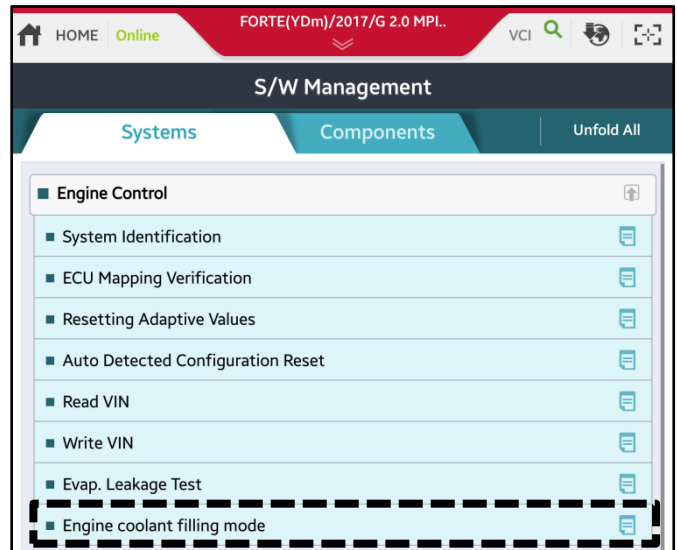 HOME Online FORTE(YDm)/2017/G 2.0 MPI.. VCI
S/W Management
Systems Components Unfold All
Engine Control
System Identification
ECU Mapping Verification
Resetting Adaptive Values
Auto Detected Configuration Reset
Read VIN
Write VIN
Evap. Leakage Test
Engine coolant filling mode